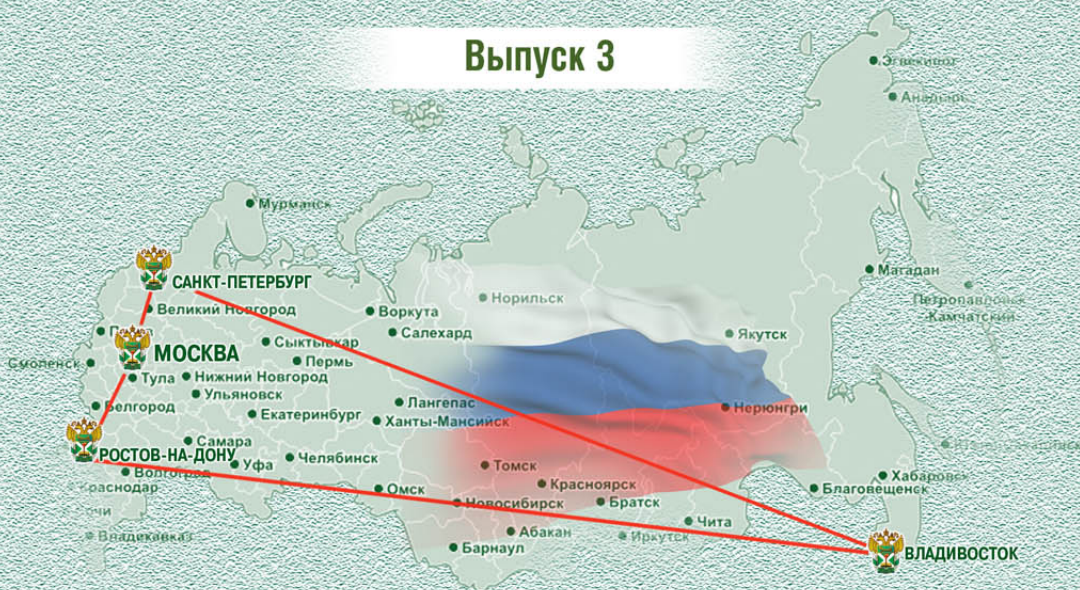 Выпуск 3
Эгвекинот
Анадырь
Мурманск
Магадан
САНКТ-ПЕТЕРБУРГ
Норильск
Петропавловск
-Камчатский
Великий Новгород
Воркута
Салехард
Якутск
Сыктывкар
МОСКВА
Пермь
Смоленск
Тула
Нижний Новгород
Ульяновск
Лангепас
Белгород
Екатеринбург
Ханты-Мансийск
Нерюнгри
Самара
РОСТОВ-НА-ДОНУ
Уфа
Челябинск
Томск
Волгоград
Хабаровск
Краснодар
Омск
Красноярск
Благовещенск
Новосибирск
Братск
Чита
Владикавказ
Абакан
Иркутск
Барнаул
ВЛАДИВОСТОК